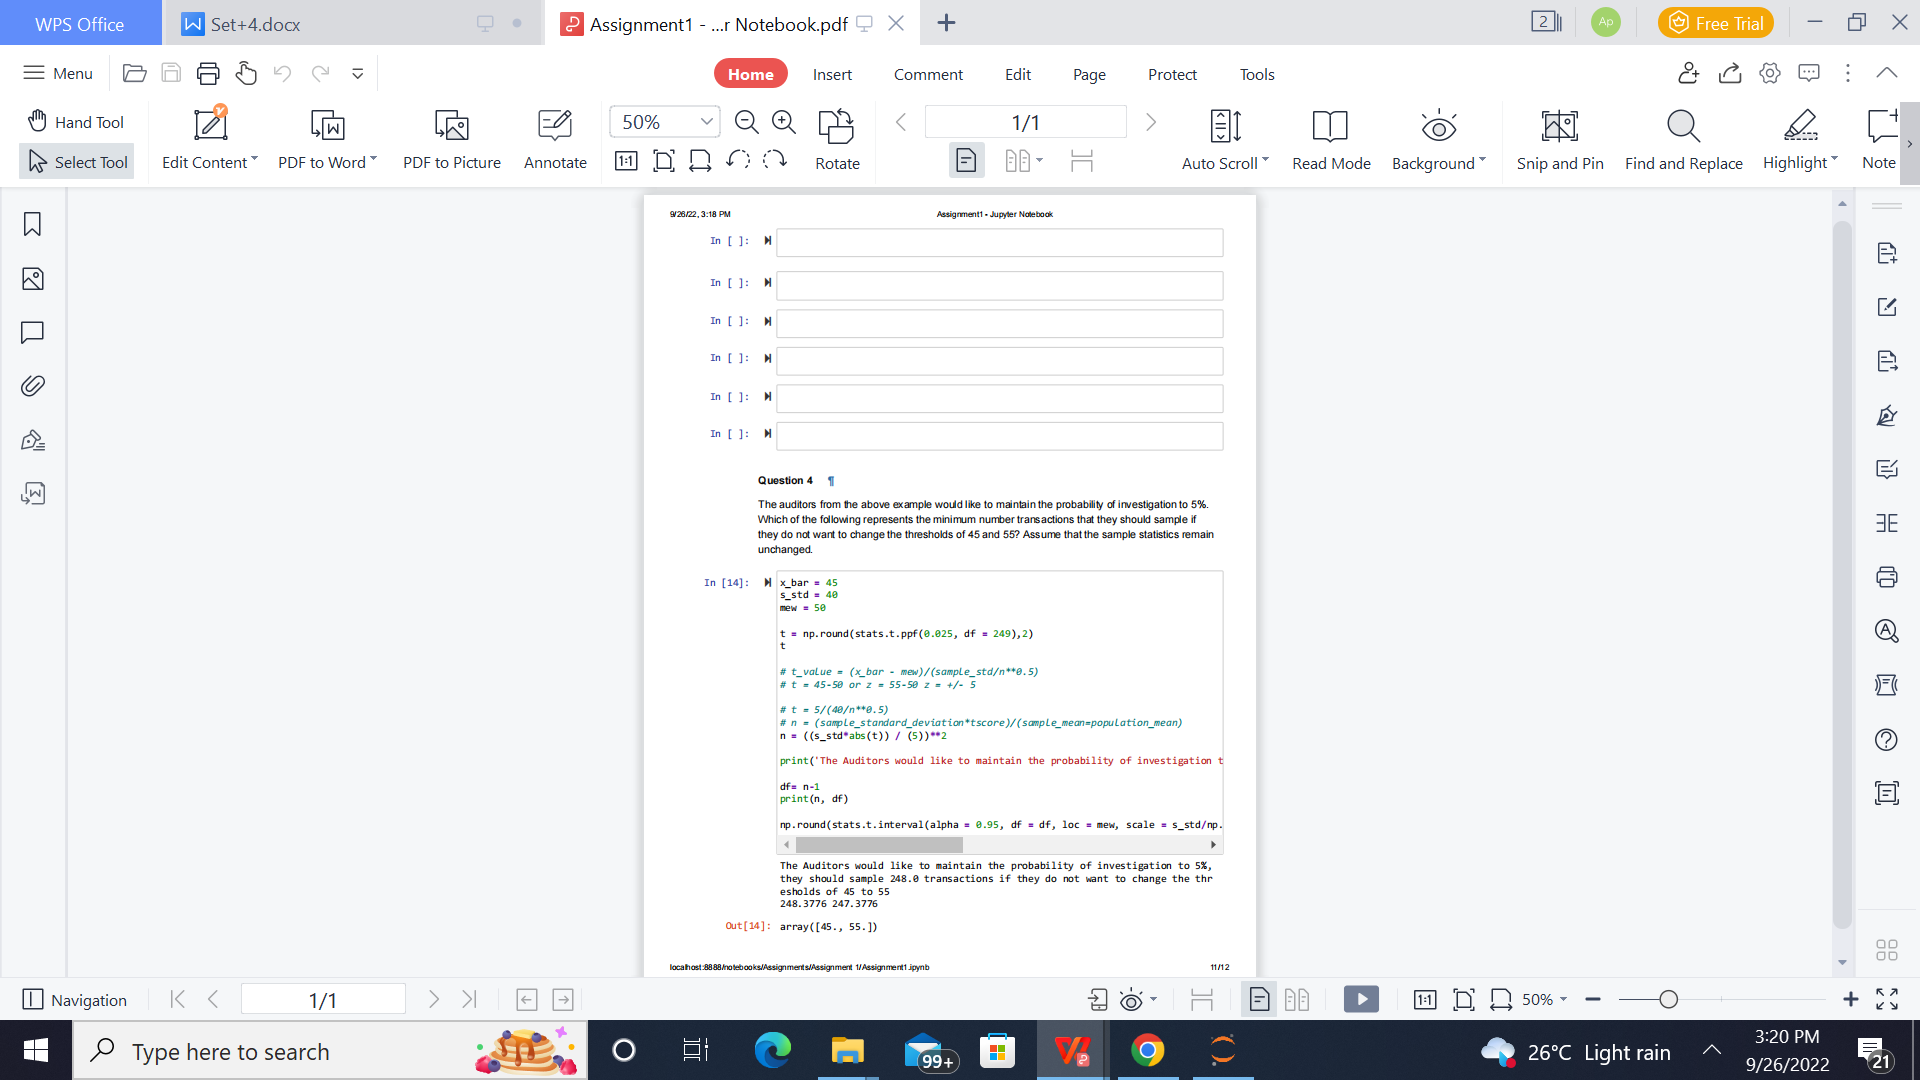 WPS Office
Set+4.docx
Assignment1 - ...r Notebook.pdf
2
Ap
Free Trial
Menu
Home
Insert
Comment
Edit
Page
Protect
Tools
Hand Tool
Select Tool
Edit Content
PDF to Word
PDF to Picture
Annotate
50%
1:1
Rotate
1/1
Auto Scroll
Read Mode
Background
Snip and Pin
Find and Replace
Highlight
Note
9/26/22, 3:18 PM
Assignment1 - Jupyter Notebook
In [ ]:
In [ ]:
In [ ]:
In [ ]:
In [ ]:
In [ ]:
Question 4 ¶
The auditors from the above example would like to maintain the probability of investigation to 5%.
Which of the following represents the minimum number transactions that they should sample if
they do not want to change the thresholds of 45 and 55? Assume that the sample statistics remain
unchanged.
In [14]:
x_bar = 45
s_std = 40
mew = 50
t = np.round(stats.t.ppf(0.025, df = 249),2)
t
# t_value = (x_bar - mew)/(sample_std/n**0.5)
# t = 45-50 or z = 55-50 z = +/- 5
# t = 5/(40/n**0.5)
# n = (sample_standard_deviation*tscore)/(sample_mean=population_mean)
n = ((s_std*abs(t)) / (5))**2
print('The Auditors would like to maintain the probability of investigation t
df= n-1
print(n, df)
np.round(stats.t.interval(alpha = 0.95, df = df, loc = mew, scale = s_std/np.
The Auditors would like to maintain the probability of investigation to 5%,
they should sample 248.0 transactions if they do not want to change the thr
esholds of 45 to 55
248.3776 247.3776
Out[14]: array([45., 55.])
localhost:8888/notebooks/Assignments/Assignment 1/Assignment1.ipynb
11/12
Navigation
1/1
1:1
50%
Type here to search
99+
26°C Light rain
3:20 PM
9/26/2022
21